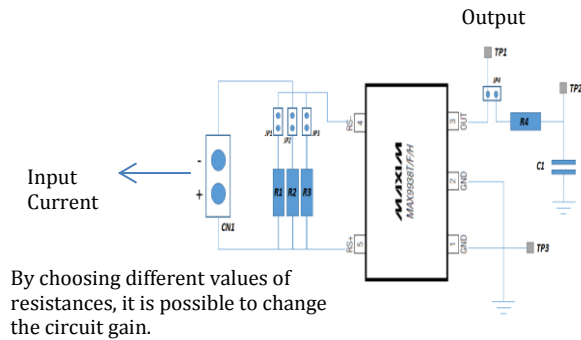 Output
TP1
JP4
TP2
R4
C1
JP1
JP2
JP3
RS-
4
3
OUT
MAXIM
MAX9938T/F/H
2
GND
R1
R2
R3
-
+
CN1
Input
Current
RS+
5
1
GND
TP3
By choosing different values of
resistances, it is possible to change
the circuit gain.